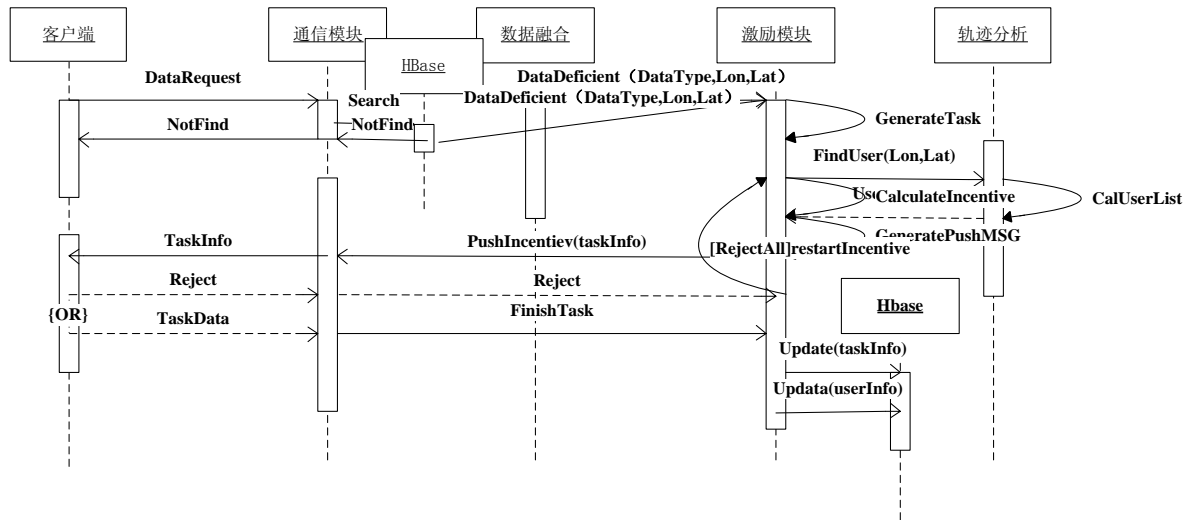 客户端
通信模块
数据融合
激励模块
轨迹分析
HBase
DataRequest
DataDeficient（DataType,Lon,Lat）
Search
DataDeficient（DataType,Lon,Lat）
NotFind
NotFind
GenerateTask
FindUser(Lon,Lat)
CalculateIncentive
CalUserList
GeneratePushMSG
TaskInfo
PushIncentiev(taskInfo)
[RejectAll]restartIncentive
Reject
Reject
{OR}
TaskData
FinishTask
Hbase
Update(taskInfo)
Updata(userInfo)